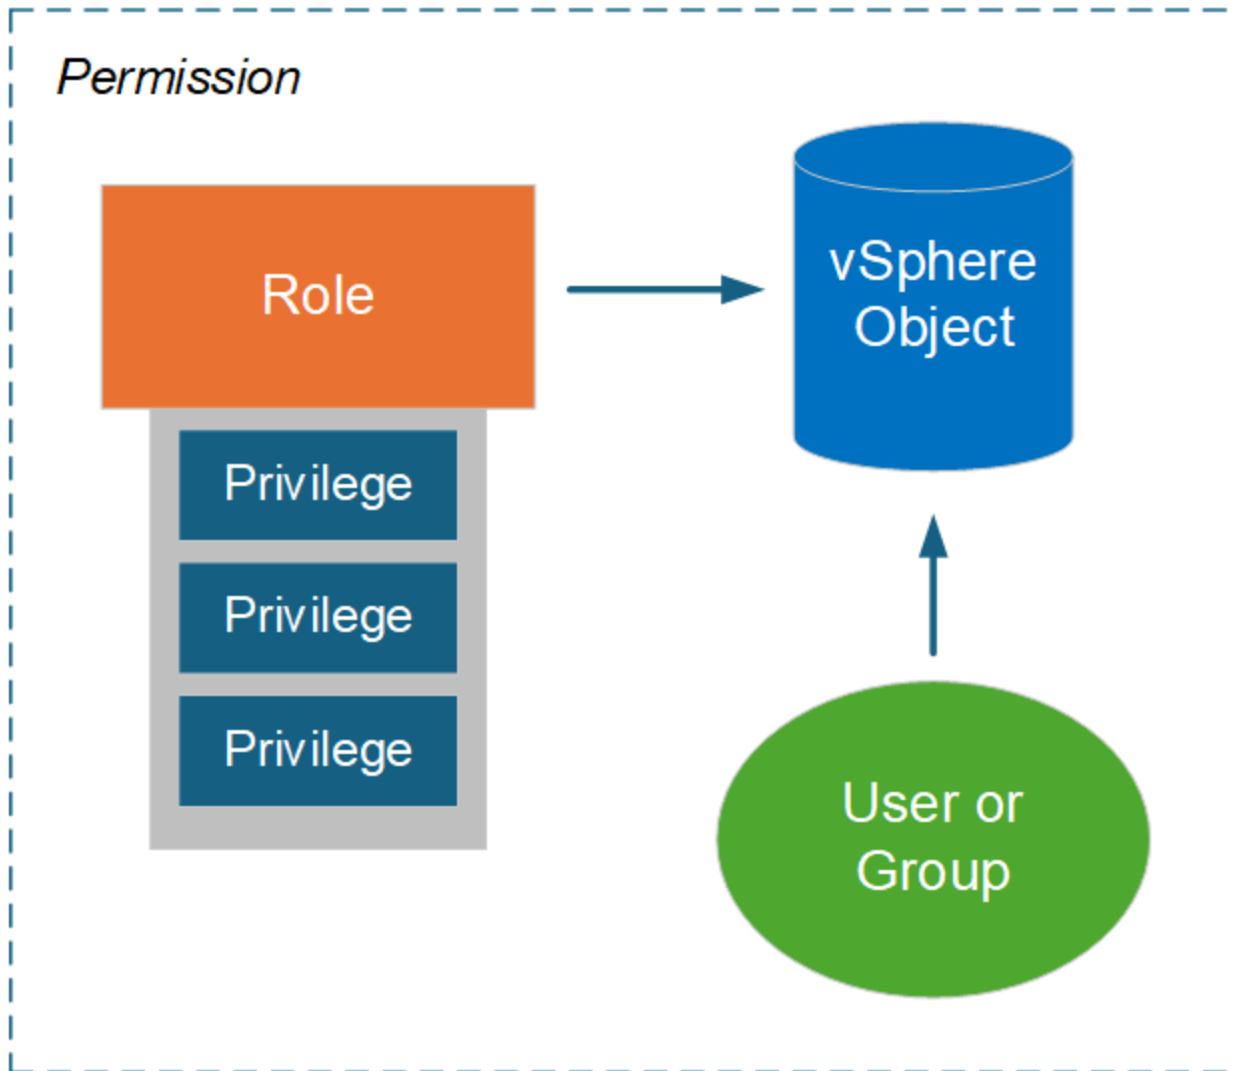 Permission
Role
vSphere
Object
Privilege
Privilege
Privilege
User or
Group